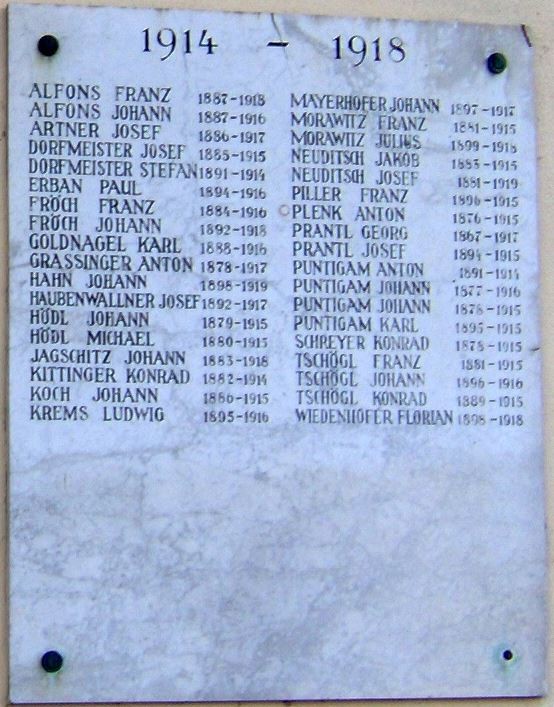 1914 - 1918
ALFONS FRANZ 1887-1918
ALFONS JOHANN 1887-1916
ARTNER JOSEF 1886-1917
DORFMEISTER JOSEF 1885-1915
DORFMEISTER STEFAN 1891-1914
ERBAN PAUL 1894-1916
FRÖCH FRANZ 1884-1916
FRÖCH JOHANN 1892-1918
GOLDNAGEL KARL 1888-1916
GRASSINGER ANTON 1878-1917
HAHN JOHANN 1898-1919
HAUBENWALLNER JOSEF 1892-1917
HÖDL JOHANN 1879-1915
HÖDL MICHAEL 1880-1915
JAGSCHITZ JOHANN 1883-1918
KITTINGER KONRAD 1882-1914
KOCH JOHANN 1886-1915
KREMS LUDWIG 1895-1916
MAYERHOFER JOHANN 1897-1917
MORAWITZ FRANZ 1881-1915
MORAWITZ JULIUS 1899-1918
NEUDITSCH JAKOB 1885-1915
NEUDITSCH JOSEF 1881-1919
PILLER FRANZ 1896-1915
PLENK ANTON 1876-1915
PRANTL GEORG 1867-1917
PRANTL JOSEF 1894-1915
PUNTIGAM ANTON 1891-1914
PUNTIGAM JOHANN 1877-1916
PUNTIGAM JOHANN 1878-1915
PUNTIGAM KARL 1895-1915
SCHREYER KONRAD 1878-1915
TSCHÖGL FRANZ 1881-1915
TSCHÖGL JOHANN 1896-1916
TSCHÖGL KONRAD 1889-1915
WIEDENHOFER FLORIAN 1898-1918